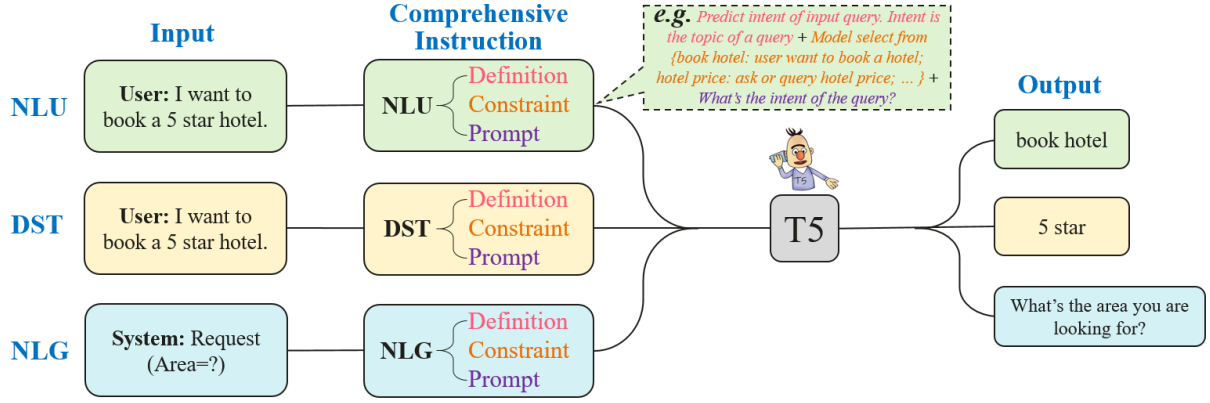 Input
Comprehensive
Instruction
e.g. Predict intent of input query. Intent is
the topic of a query + Model select from
{book hotel: user want to book a hotel;
hotel price: ask or query hotel price; ... } +
What's the intent of the query?
Output
NLU
User: I want to
book a 5 star hotel.
NLU
Definition
Constraint
Prompt
book hotel
DST
User: I want to
book a 5 star hotel.
DST
Definition
Constraint
Prompt
T5
T5
5 star
NLG
System: Request
(Area=?)
NLG
Definition
Constraint
Prompt
What's the area you are
looking for?